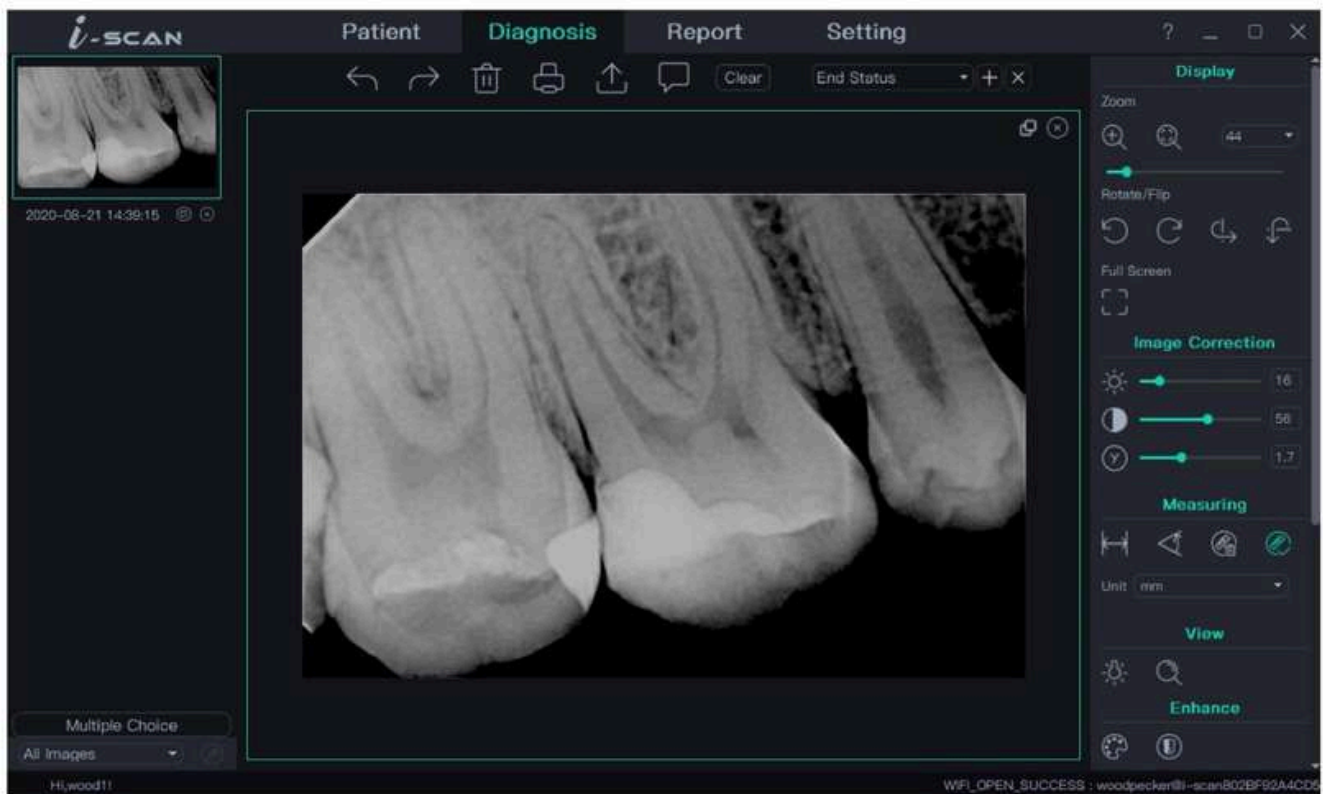 i-SCAN
Patient Diagnosis Report Setting ?
Clear End Status
Display
Zoom
44
Rotate/Flip
Full Screen
Image Correction
16
56
γ 1.7
Measuring
Unit mm
View
Enhance
2020-08-21 14:39:15
Multiple Choice
All Images
Hi,wood1!
WIFI_OPEN_SUCCESS : woodpecker@i-scan802BF92A4CD5